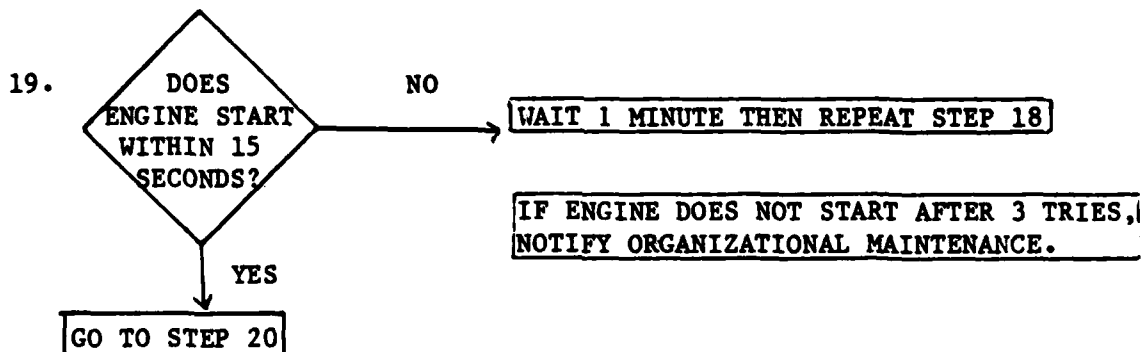 19.
DOES
ENGINE START
WITHIN 15
SECONDS?
NO
WAIT 1 MINUTE THEN REPEAT STEP 18
IF ENGINE DOES NOT START AFTER 3 TRIES,
NOTIFY ORGANIZATIONAL MAINTENANCE.
YES
GO TO STEP 20